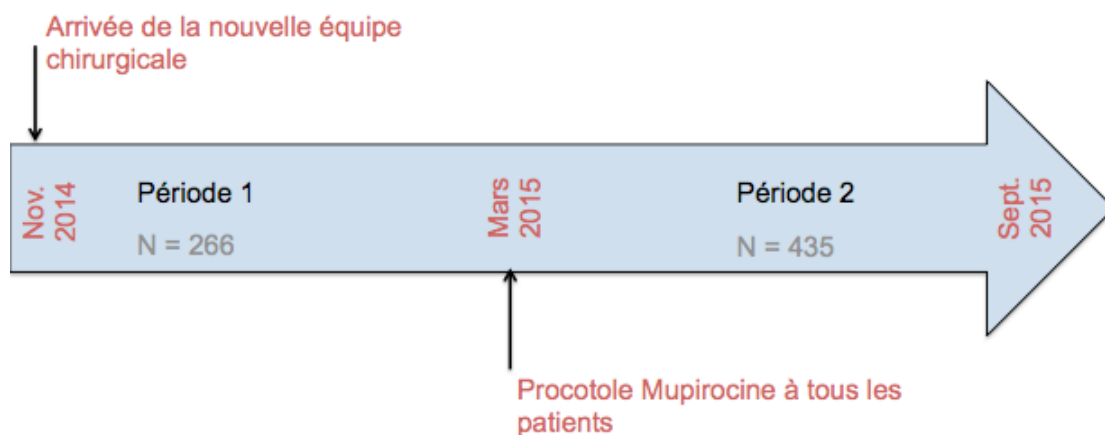 Arrivée de la nouvelle équipe
chirurgicale
Nov.
2014
Période 1
N = 266
Mars
2015
Période 2
N = 435
Sept.
2015
Procotole Mupirocine à tous les
patients